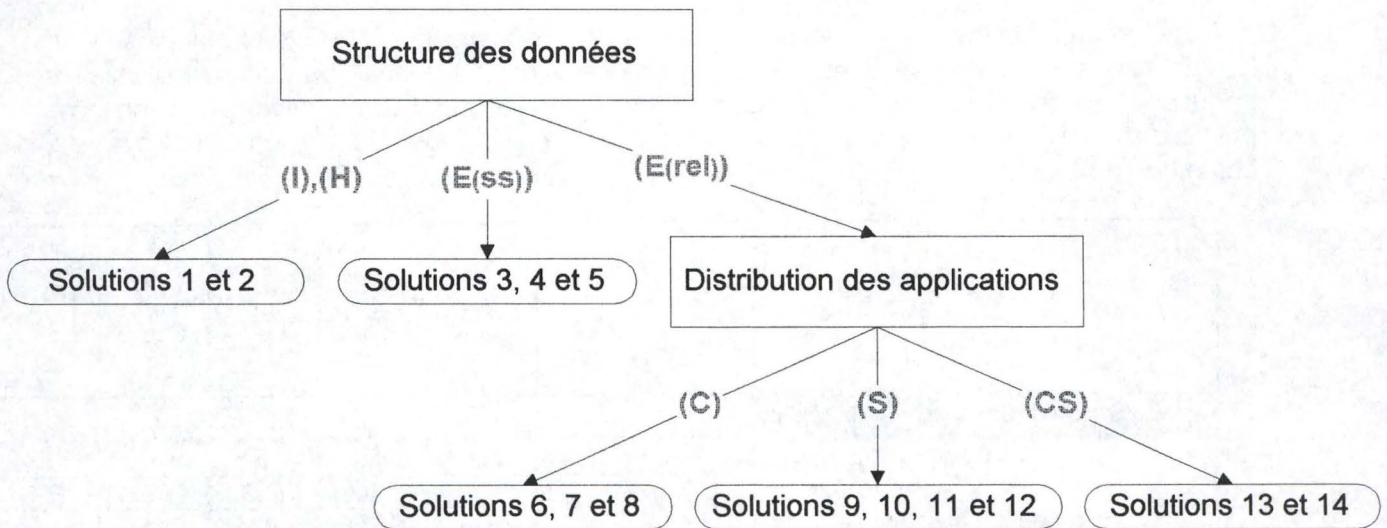 Structure des données
(I),(H)
(E(ss))
(E(rel))
Solutions 1 et 2
Solutions 3, 4 et 5
Distribution des applications
(C)
(S)
(CS)
Solutions 6, 7 et 8
Solutions 9, 10, 11 et 12
Solutions 13 et 14